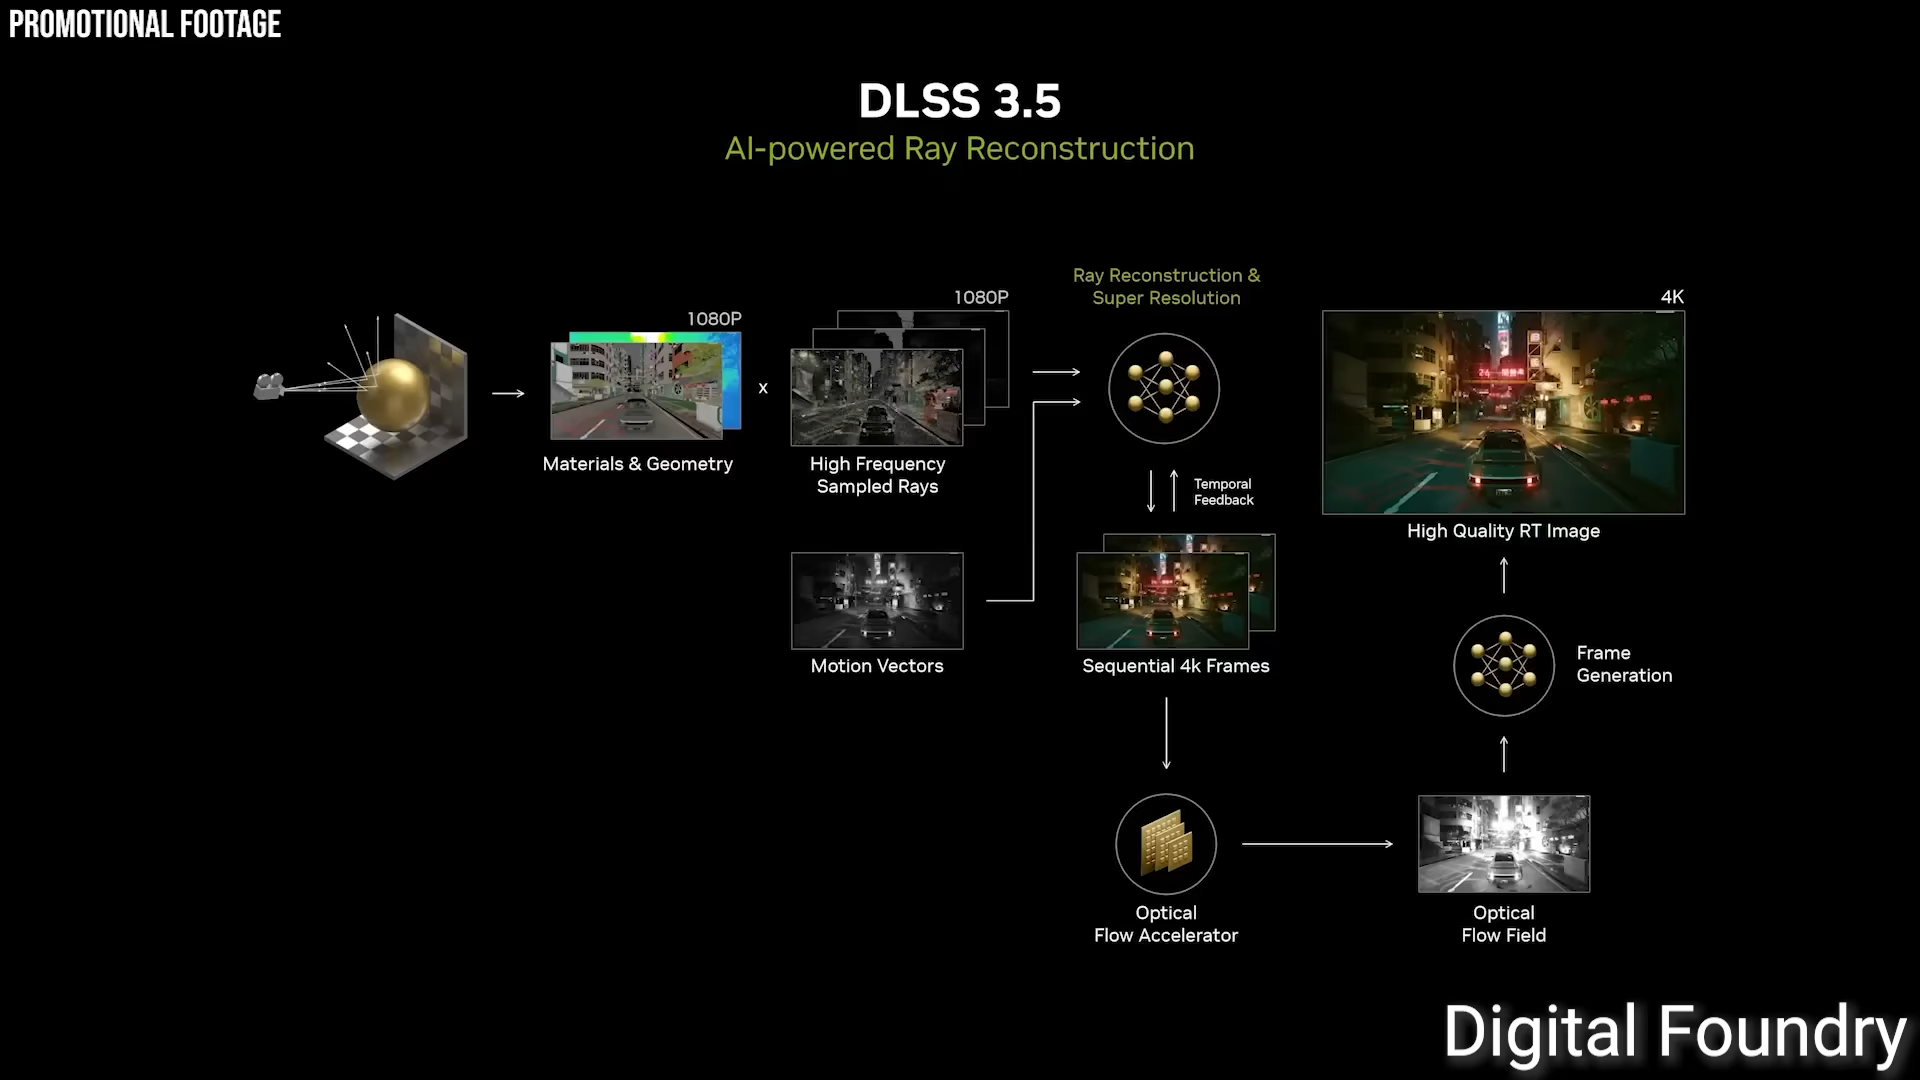 PROMOTIONAL FOOTAGE
DLSS 3.5
AI-powered Ray Reconstruction
1080P
Materials & Geometry
x
1080P
High Frequency
Sampled Rays
Motion Vectors
Ray Reconstruction &
Super Resolution
Temporal
Feedback
Sequential 4k Frames
Optical
Flow Accelerator
Optical
Flow Field
Frame
Generation
4K
High Quality RT Image
Digital Foundry